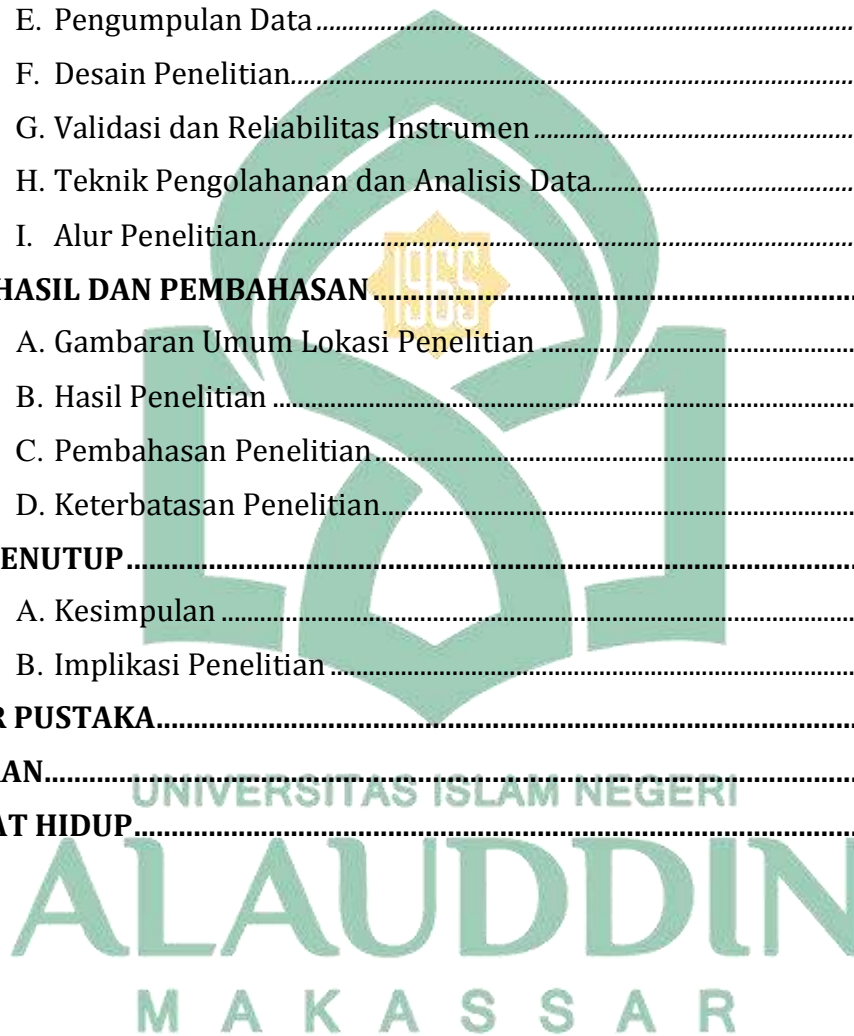 E. Pengumpulan Data
F. Desain Penelitian
G. Validasi dan Reliabilitas Instrumen
H. Teknik Pengolahanan dan Analisis Data
I. Alur Penelitian
1965
HASIL DAN PEMBAHASAN
A. Gambaran Umum Lokasi Penelitian
B. Hasil Penelitian
C. Pembahasan Penelitian
D. Keterbatasan Penelitian
ENUTUP
A. Kesimpulan
B. Implikasi Penelitian
R PUSTAKA
AN
UNIVERSITAS ISLAM NEGERI
AT HIDUP
ALAUDDIN
MAKASSAR